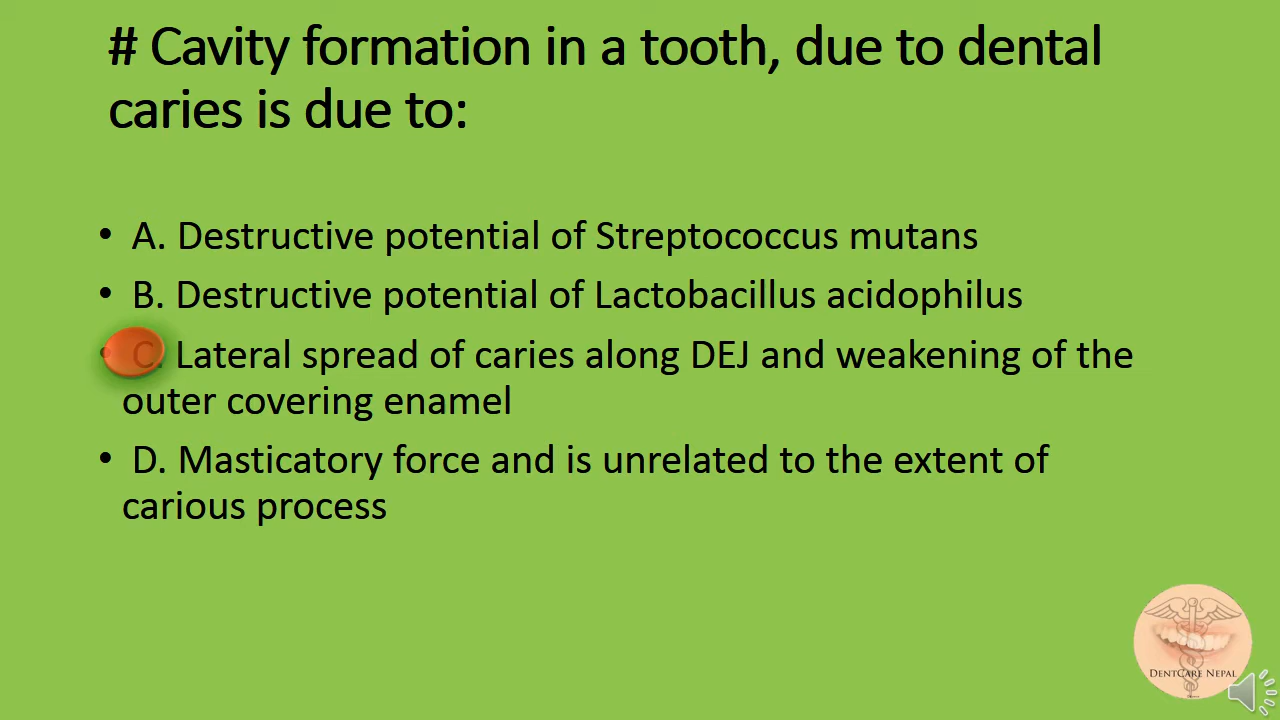 # Cavity formation in a tooth, due to dental
caries is due to:
• A. Destructive potential of Streptococcus mutans
• B. Destructive potential of Lactobacillus acidophilus
• C. Lateral spread of caries along DEJ and weakening of the
outer covering enamel
• D. Masticatory force and is unrelated to the extent of
carious process
DENTCARE NEPAL